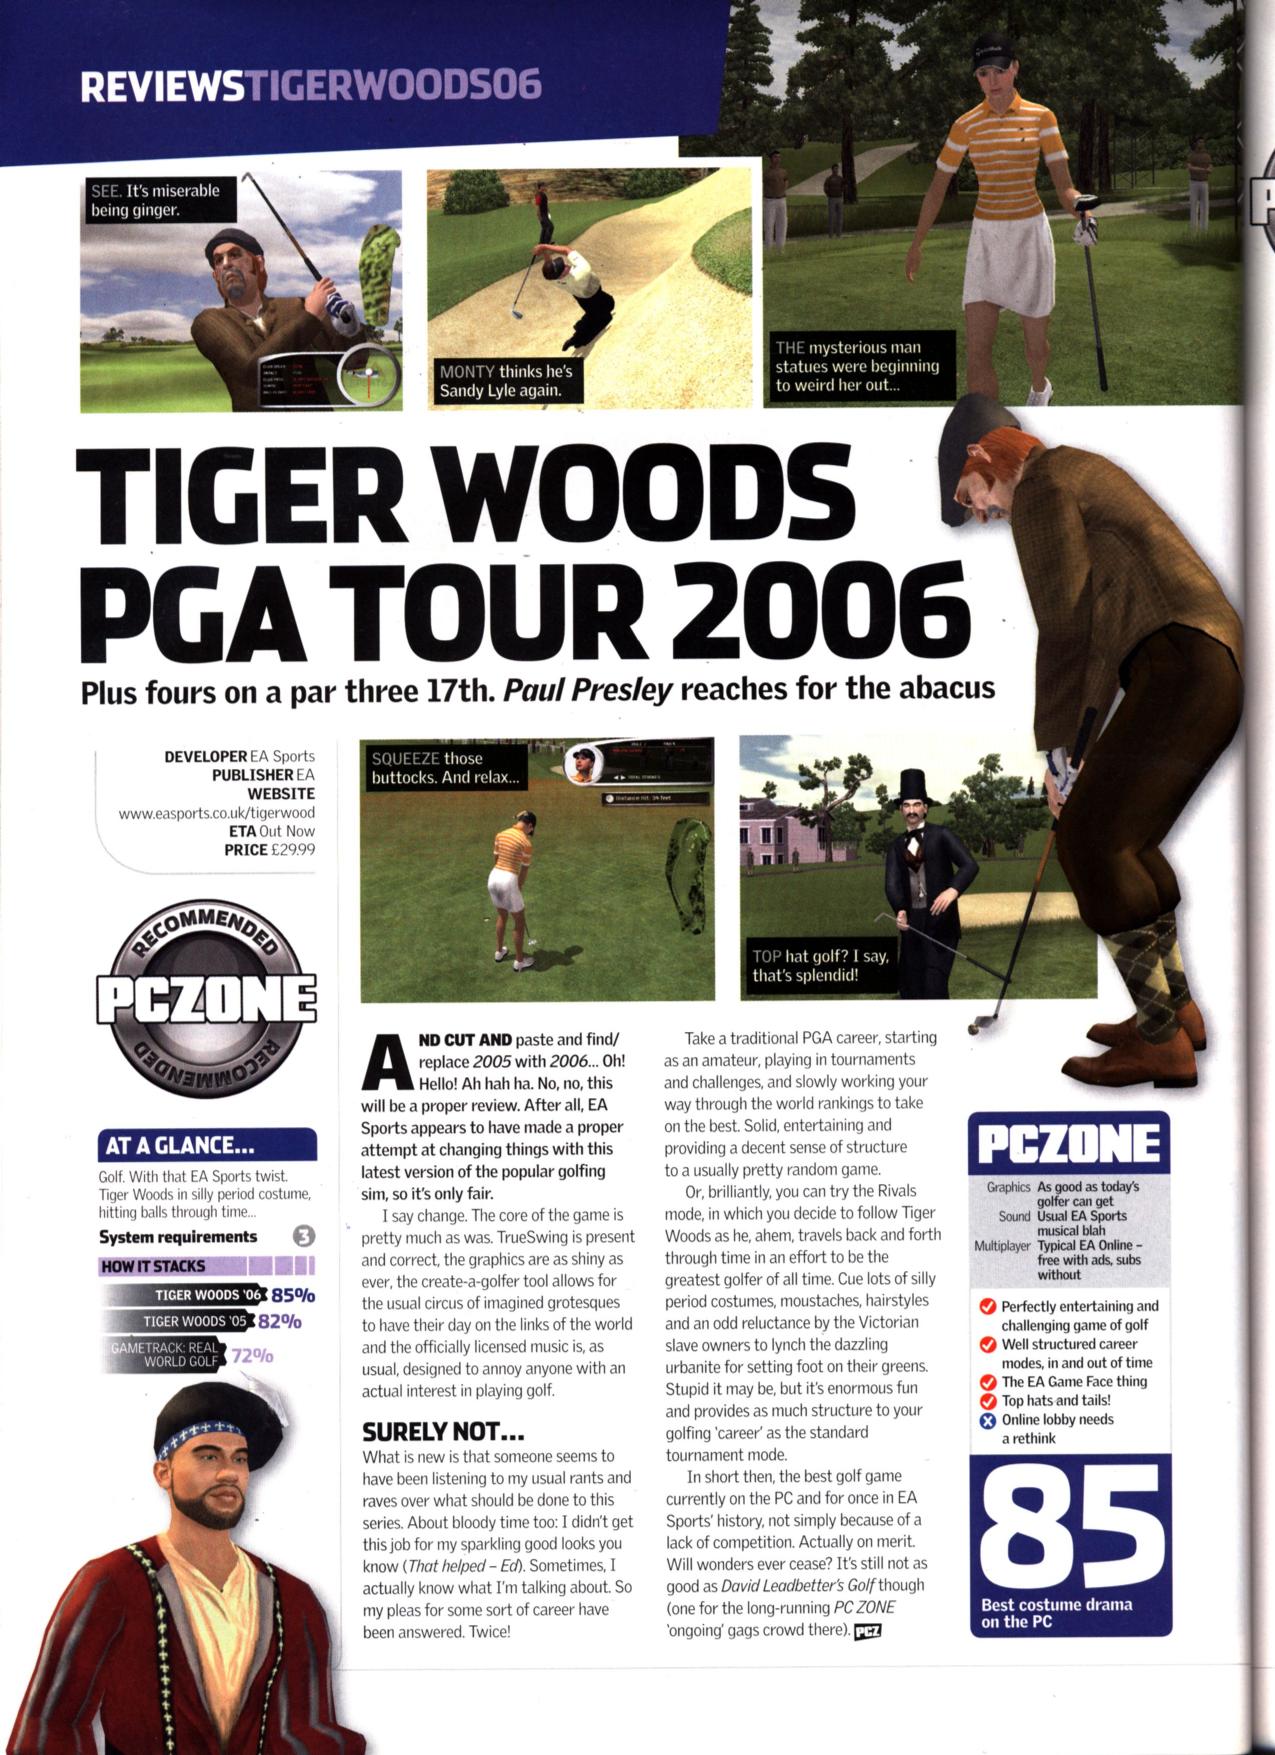 REVIEWSTIGERWOODS06
SEE. It's miserable
being ginger.
MONTY thinks he's
Sandy Lyle again.
THE mysterious man
statues were beginning
to weird her out...
TIGER WOODS
PGA TOUR 2006
Plus fours on a par three 17th. Paul Presley reaches for the abacus
DEVELOPER EA Sports
PUBLISHER EA
WEBSITE
www.easports.co.uk/tigerwood
ETA Out Now
PRICE £29.99
RECOMMENDED
PCZONE
RECOMMENDED
AT A GLANCE...
Golf. With that EA Sports twist.
Tiger Woods in silly period costume,
hitting balls through time...
System requirements 3
HOW IT STACKS
TIGER WOODS '06 85%
TIGER WOODS '05 82%
GAMETRACK: REAL
WORLD GOLF 72%
SQUEEZE those
buttocks. And relax...
TOP hat golf? I say,
that's splendid!
AND CUT AND paste and find/
replace 2005 with 2006... Oh!
Hello! Ah hah ha. No, no, this
will be a proper review. After all, EA
Sports appears to have made a proper
attempt at changing things with this
latest version of the popular golfing
sim, so it's only fair.
I say change. The core of the game is
pretty much as was. TrueSwing is present
and correct, the graphics are as shiny as
ever, the create-a-golfer tool allows for
the usual circus of imagined grotesques
to have their day on the links of the world
and the officially licensed music is, as
usual, designed to annoy anyone with an
actual interest in playing golf.
SURELY NOT...
What is new is that someone seems to
have been listening to my usual rants and
raves over what should be done to this
series. About bloody time too: I didn't get
this job for my sparkling good looks you
know (That helped – Ed). Sometimes, I
actually know what I'm talking about. So
my pleas for some sort of career have
been answered. Twice!
Take a traditional PGA career, starting
as an amateur, playing in tournaments
and challenges, and slowly working your
way through the world rankings to take
on the best. Solid, entertaining and
providing a decent sense of structure
to a usually pretty random game.
Or, brilliantly, you can try the Rivals
mode, in which you decide to follow Tiger
Woods as he, ahem, travels back and forth
through time in an effort to be the
greatest golfer of all time. Cue lots of silly
period costumes, moustaches, hairstyles
and an odd reluctance by the Victorian
slave owners to lynch the dazzling
urbanite for setting foot on their greens.
Stupid it may be, but it's enormous fun
and provides as much structure to your
golfing 'career' as the standard
tournament mode.
In short then, the best golf game
currently on the PC and for once in EA
Sports' history, not simply because of a
lack of competition. Actually on merit.
Will wonders ever cease? It's still not as
good as David Leadbetter's Golf though
(one for the long-running PC ZONE
'ongoing' gags crowd there). PCZ
PCZONE
Graphics As good as today's
golfer can get
Sound Usual EA Sports
musical blah
Multiplayer Typical EA Online –
free with ads, subs
without
Perfectly entertaining and
challenging game of golf
Well structured career
modes, in and out of time
The EA Game Face thing
Top hats and tails!
Online lobby needs
a rethink
85
Best costume drama
on the PC